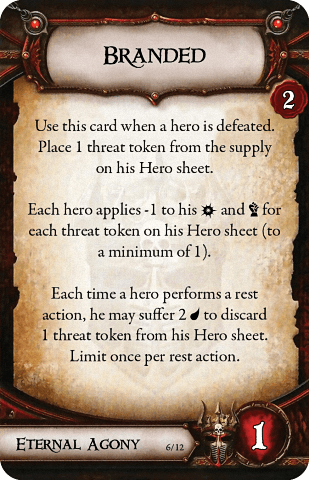 BRANDED
2
Use this card when a hero is defeated.
Place 1 threat token from the supply
on his Hero sheet.
Each hero applies -1 to his and for
each threat token on his Hero sheet (to
a minimum of 1).
Each time a hero performs a rest
action, he may suffer 2 to discard
1 threat token from his Hero sheet.
Limit once per rest action.
ETERNAL AGONY 6/12 1